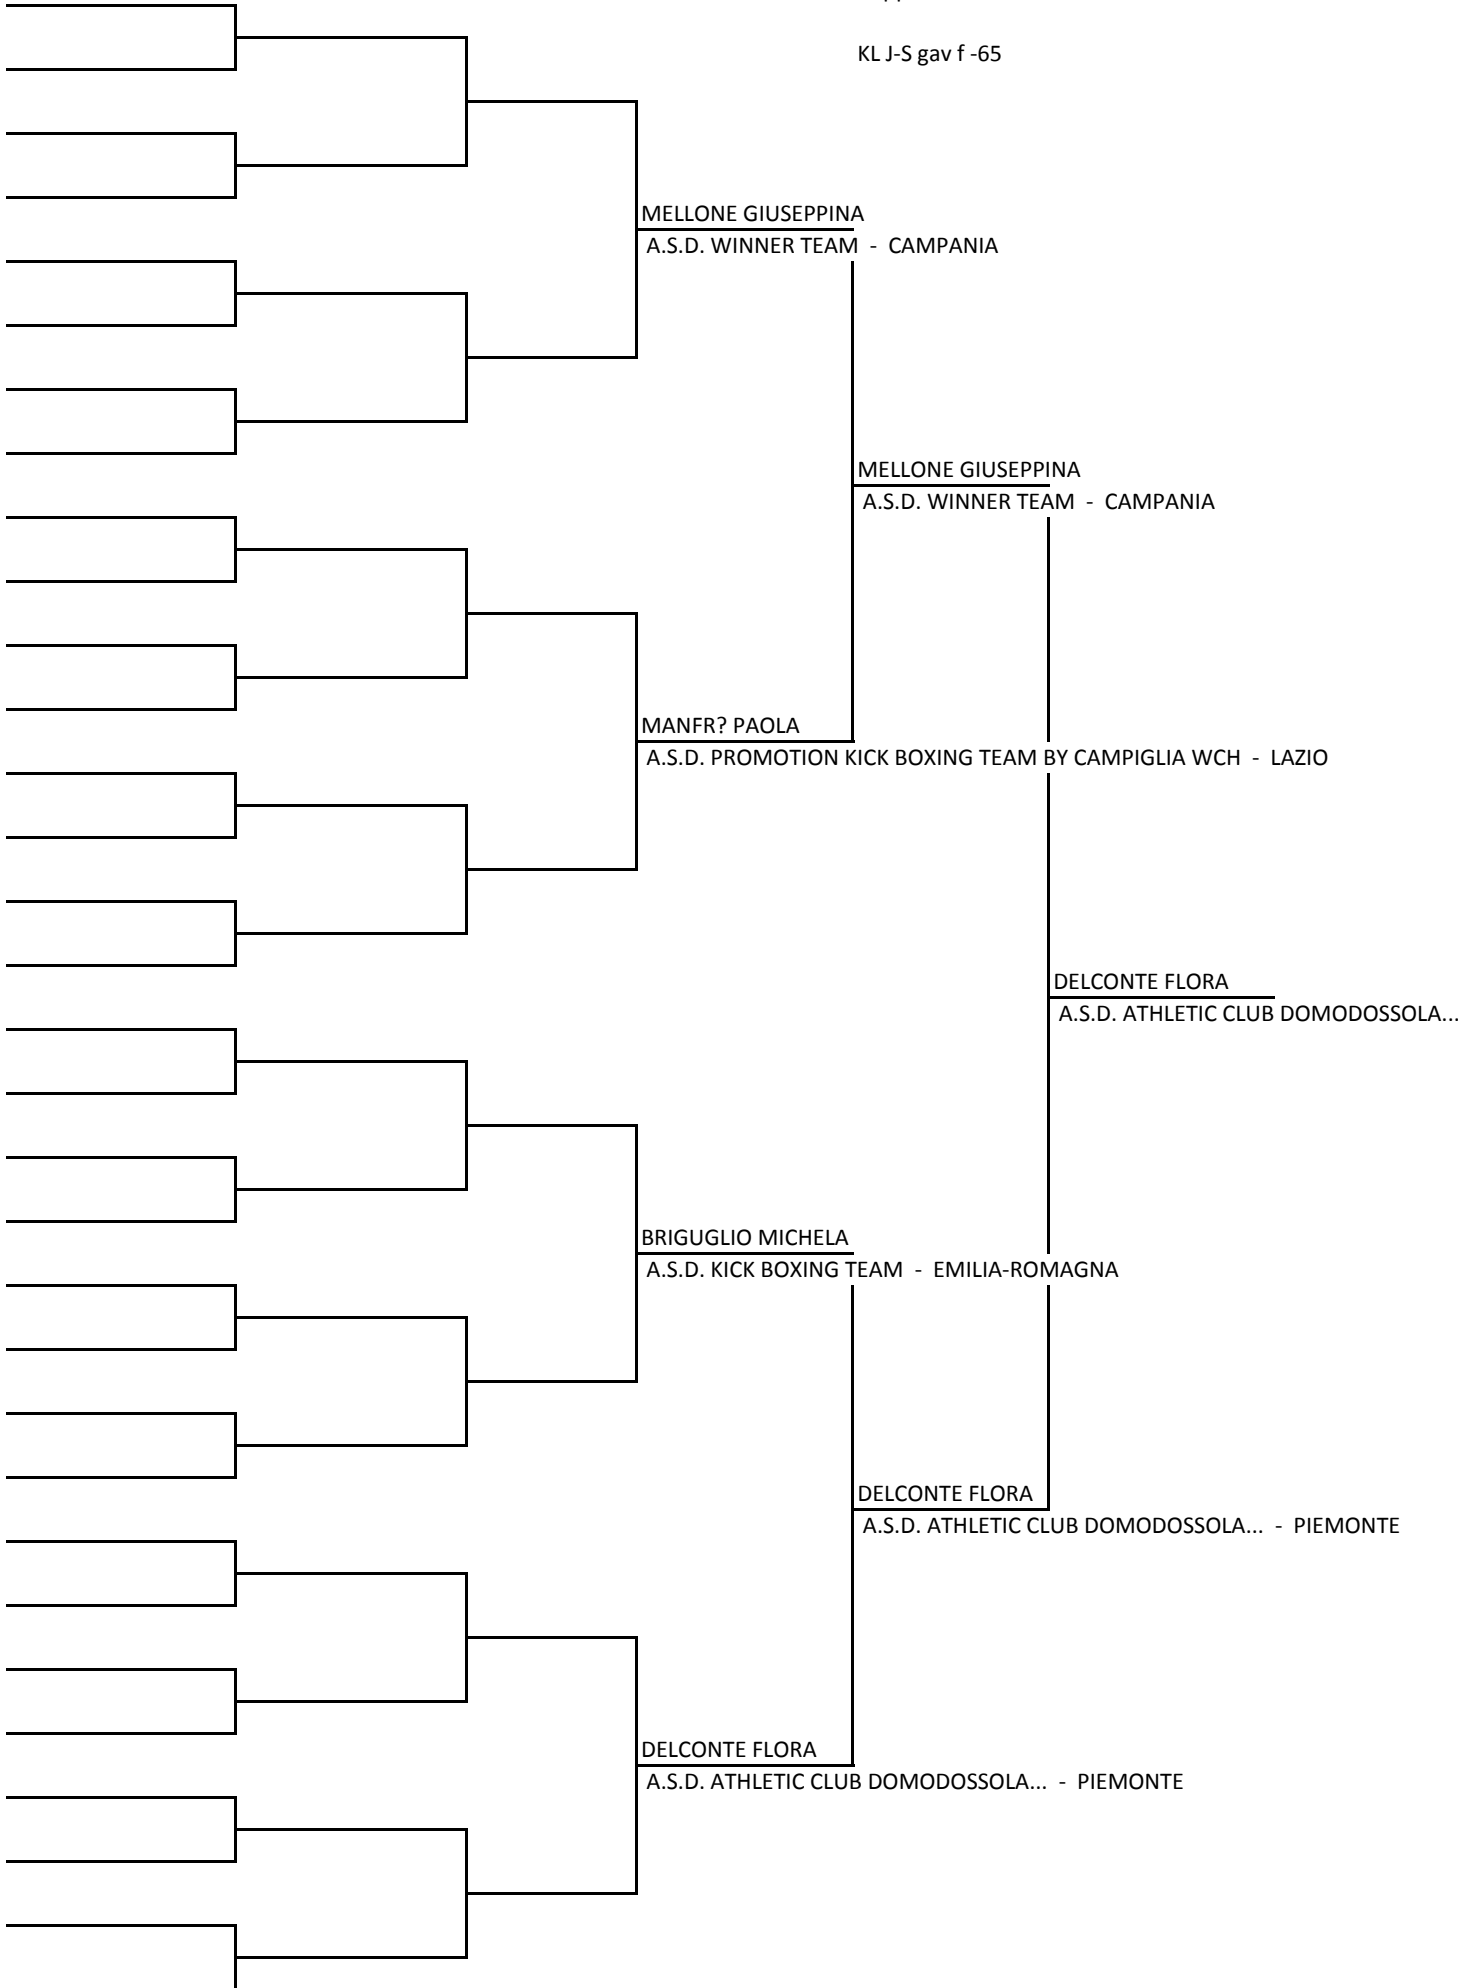 KL J-S gav f -65
MELLONE GIUSEPPINA
A.S.D. WINNER TEAM - CAMPANIA
MELLONE GIUSEPPINA
A.S.D. WINNER TEAM - CAMPANIA
MANFR? PAOLA
A.S.D. PROMOTION KICK BOXING TEAM BY CAMPIGLIA WCH - LAZIO
DELCONTE FLORA
A.S.D. ATHLETIC CLUB DOMODOSSOLA...
BRIGUGLIO MICHELA
A.S.D. KICK BOXING TEAM - EMILIA-ROMAGNA
DELCONTE FLORA
A.S.D. ATHLETIC CLUB DOMODOSSOLA... - PIEMONTE
DELCONTE FLORA
A.S.D. ATHLETIC CLUB DOMODOSSOLA... - PIEMONTE